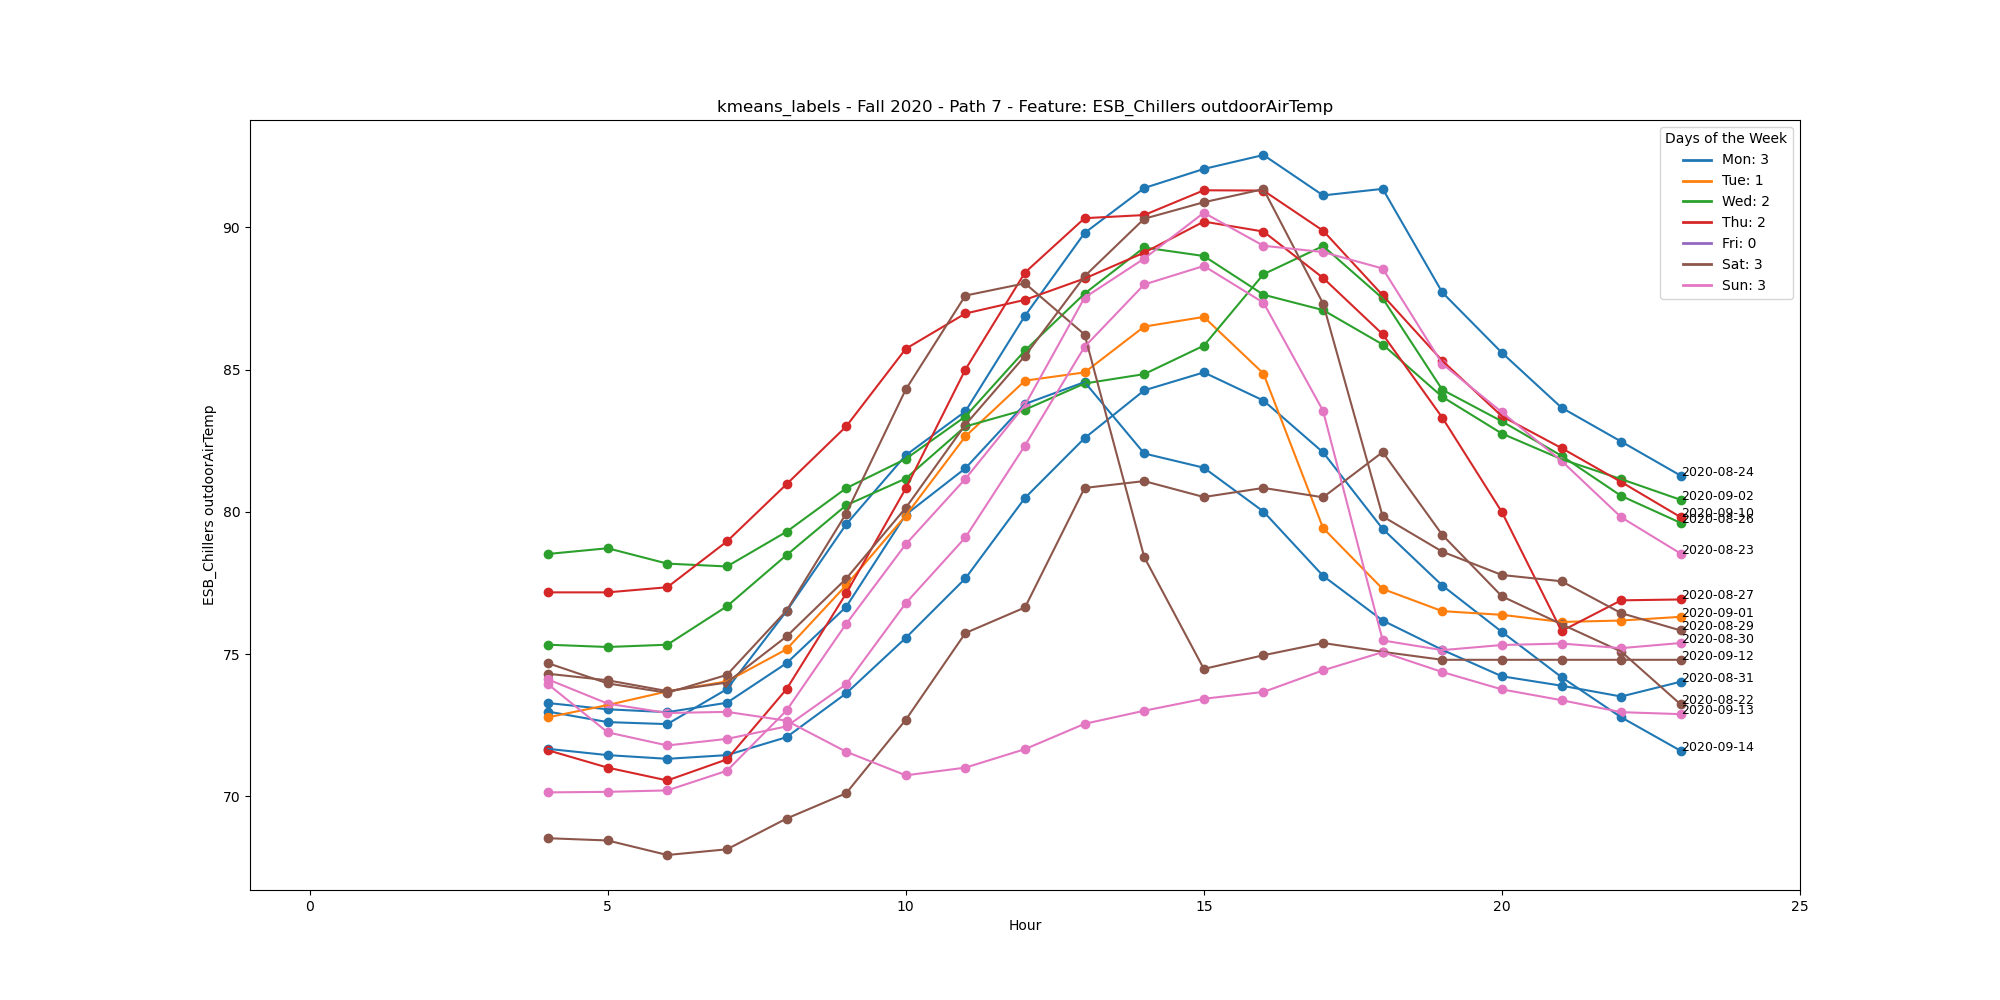 kmeans_labels - Fall 2020 - Path 7 - Feature: ESB_Chillers outdoorAirTemp
Days of the Week
Mon: 3
Tue: 1
Wed: 2
Thu: 2
Fri: 0
Sat: 3
Sun: 3
ESB_Chillers outdoorAirTemp
90
85
80
75
70
2020-08-24
2020-09-02
2020-09-10
2020-08-26
2020-08-23
2020-08-27
2020-09-01
2020-08-29
2020-08-30
2020-09-12
2020-08-31
2020-08-22
2020-09-13
2020-09-14
0 5 10 15 20 25
Hour